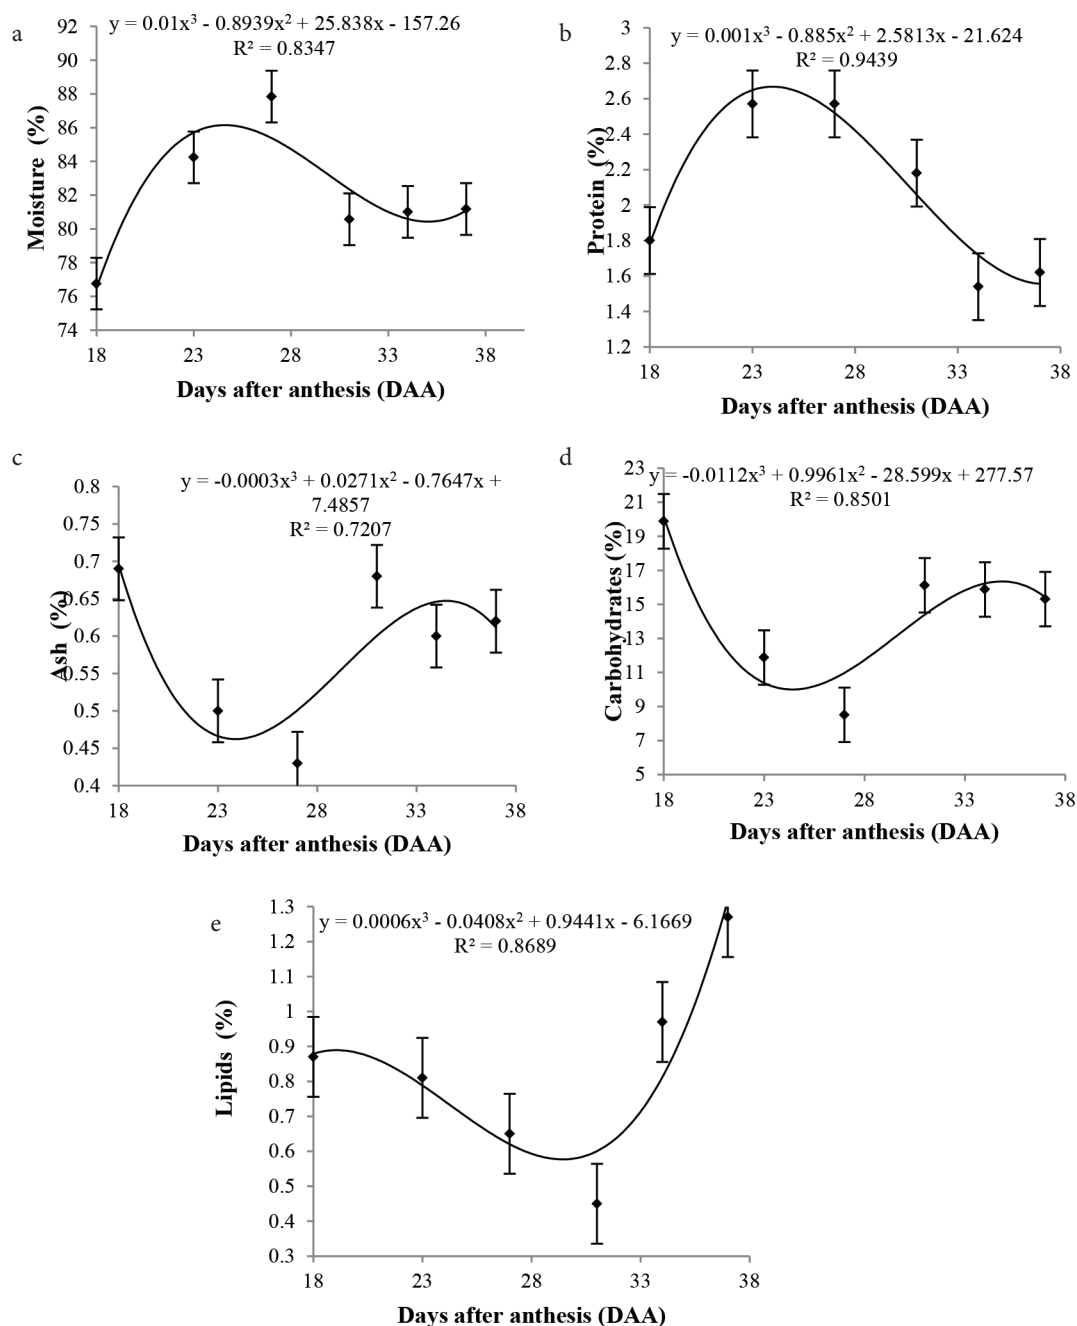 a
y = 0.01x³ - 0.8939x² + 25.838x - 157.26
R² = 0.8347
92
90
88
86
84
82
80
78
76
74
Moisture (%)
18 23 28 33 38
Days after anthesis (DAA)
b
y = 0.001x³ - 0.885x² + 2.5813x - 21.624
R² = 0.9439
3
2.6
2.4
2.2
2
1.8
1.6
1.4
1.2
2.8
Protein (%)
18 23 28 33 38
Days after anthesis (DAA)
c
y = -0.0003x³ + 0.0271x² - 0.7647x +
7.4857
R² = 0.7207
0.8
0.75
0.7
0.65
0.6
0.55
0.5
0.45
0.4
Ash (%)
18 23 28 33 38
Days after anthesis (DAA)
d
y = -0.0112x³ + 0.9961x² - 28.599x + 277.57
R² = 0.8501
23
21
19
17
15
13
11
9
7
5
Carbohydrates (%)
18 23 28 33 38
Days after anthesis (DAA)
e
y = 0.0006x³ - 0.0408x² + 0.9441x - 6.1669
R² = 0.8689
1.3
1.2
1.1
1
0.9
0.8
0.7
0.6
0.5
0.4
0.3
Lipids (%)
18 23 28 33 38
Days after anthesis (DAA)